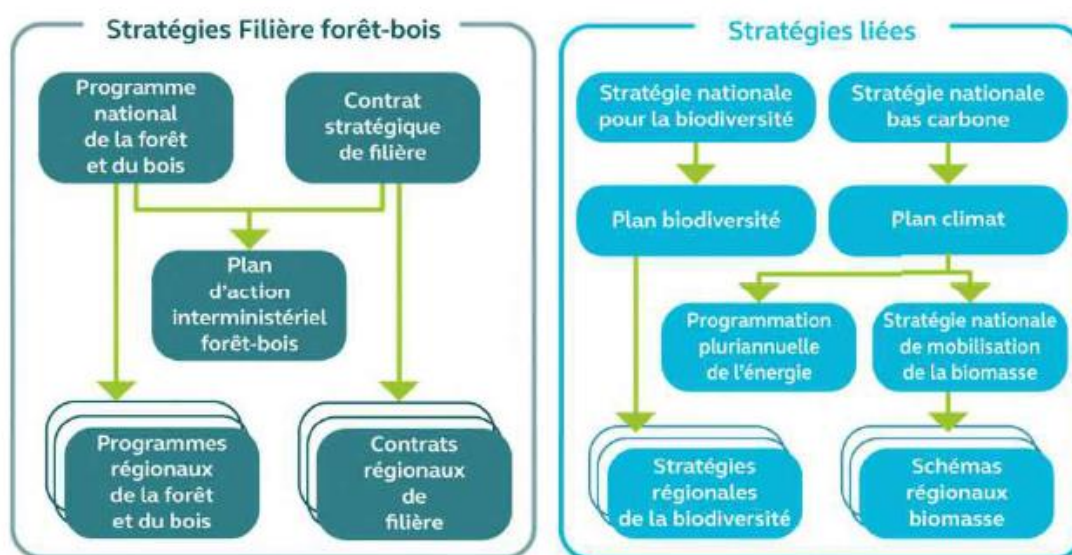 Stratégies Filière forêt-bois
Programme
national
de la forêt
et du bois
Contrat
stratégique
de filière
Plan
d'action
interministériel
forêt-bois
Programmes
régionaux
de la forêt
et du bois
Contrats
régionaux
de
filière
Stratégies liées
Stratégie nationale
pour la biodiversité
Stratégie nationale
bas carbone
Plan biodiversité
Plan climat
Programmation
pluriannuelle
de l'énergie
Stratégie nationale
de mobilisation
de la biomasse
Stratégies
régionales
de la biodiversité
Schémas
régionaux
biomasse